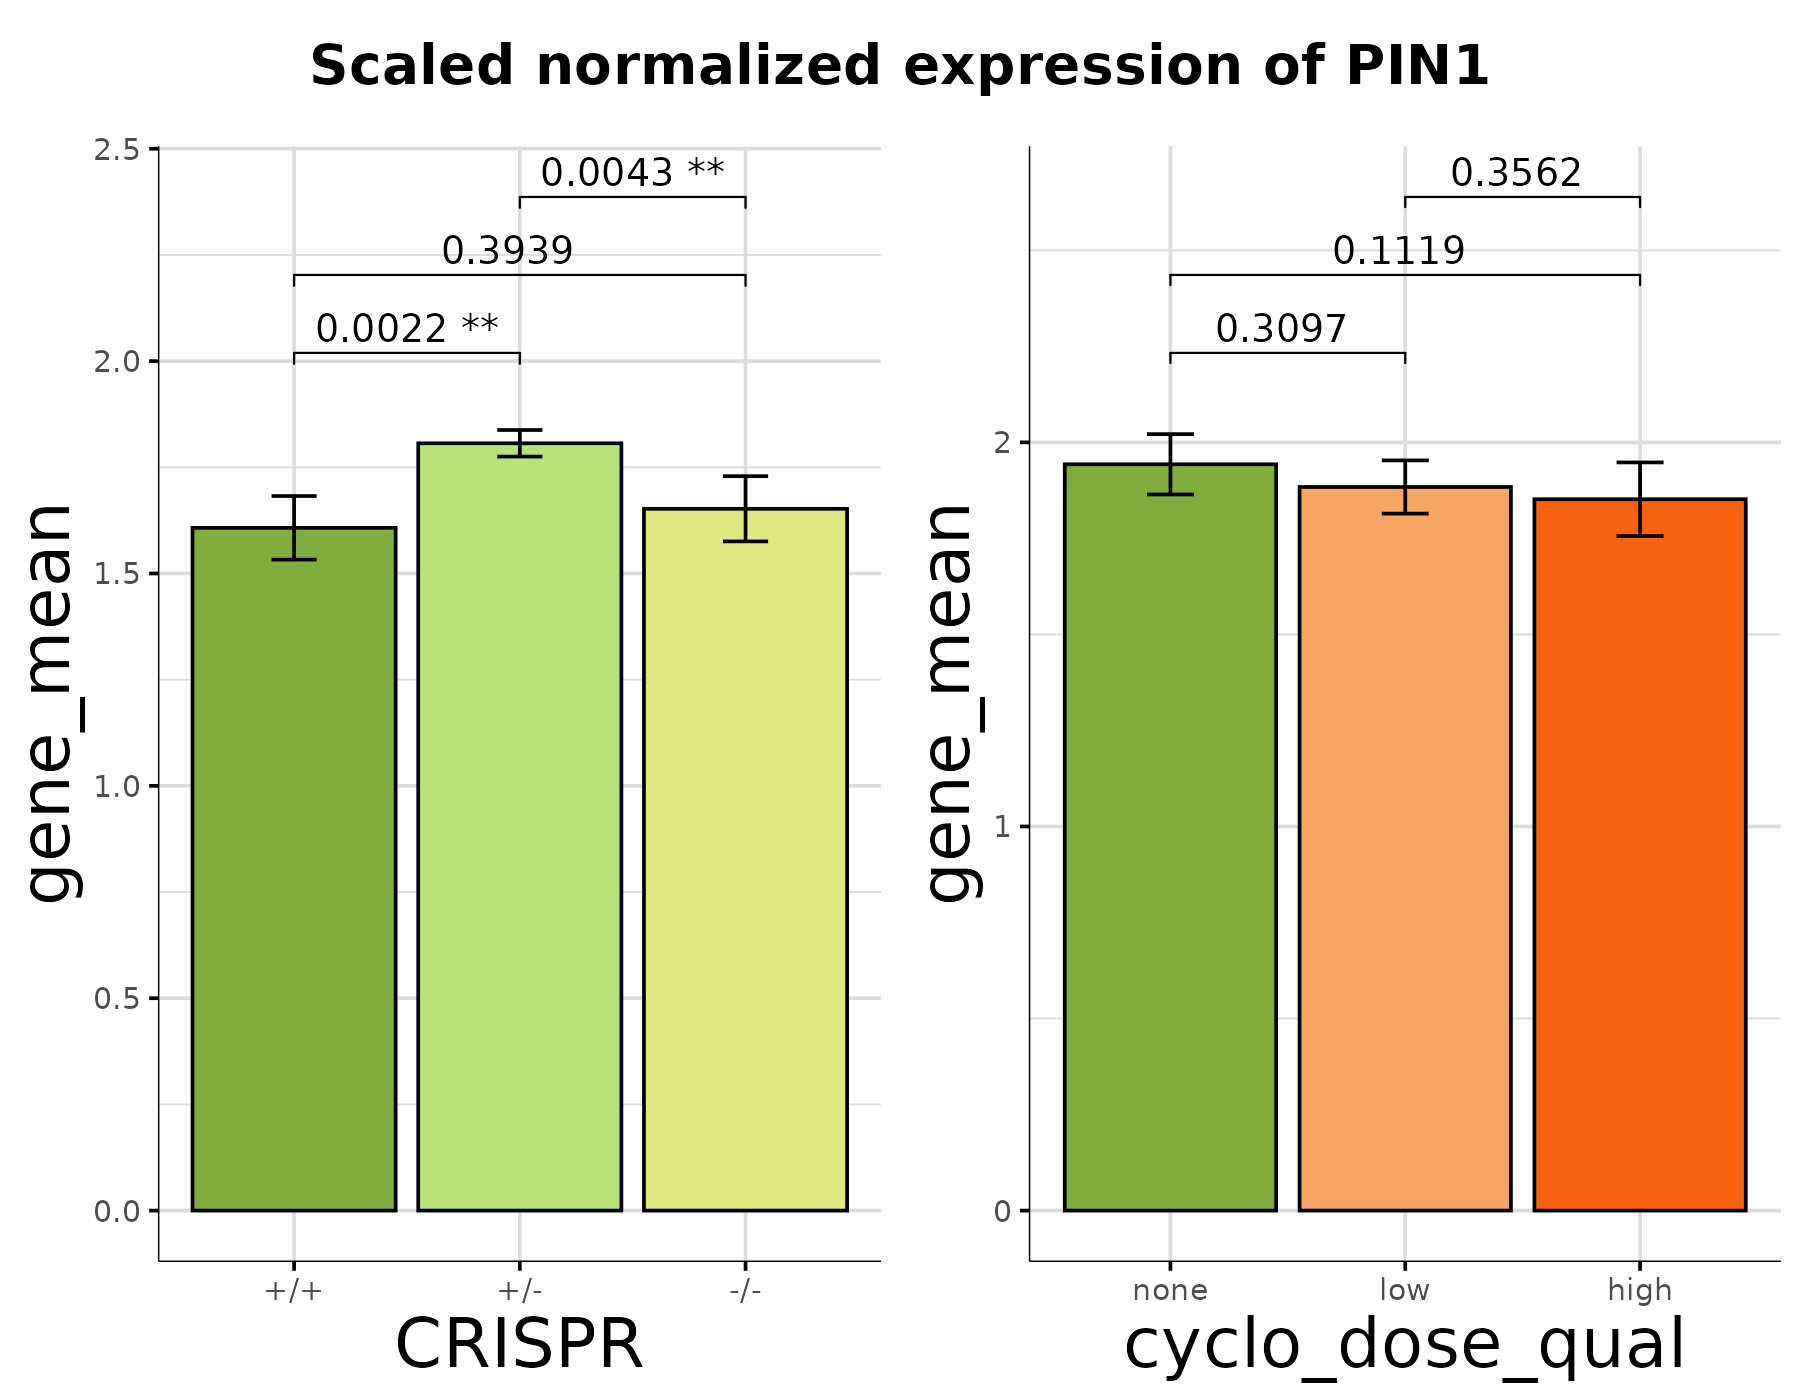 Scaled normalized expression of PIN1
gene_mean
2.5
2.0
1.5
1.0
0.5
0.0
0.0043 **
0.3939
0.0022 **
+/+
+/-
-/-
CRISPR
gene_mean
2
1
0
0.3562
0.1119
0.3097
none
low
high
cyclo_dose_qual